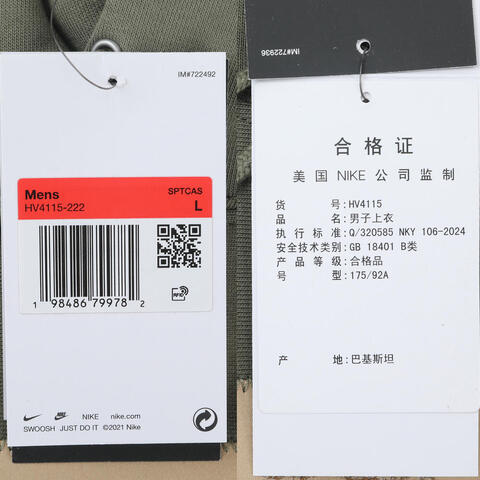 IM#722492
Mens
SPTCAS
HV4115-222
L
1 98486 79978 2
RFID
NIKE
nike.com
SWOOSH JUST DO IT ©2021 Nike
IM#722936
合格证
美国 NIKE 公司监制
货号:HV4115
品名:男子上衣
执行标准:Q/320585 NKY 106-2024
安全技术类别:GB 18401 B类
产品等级:合格品
号型:175/92A
产地:巴基斯坦